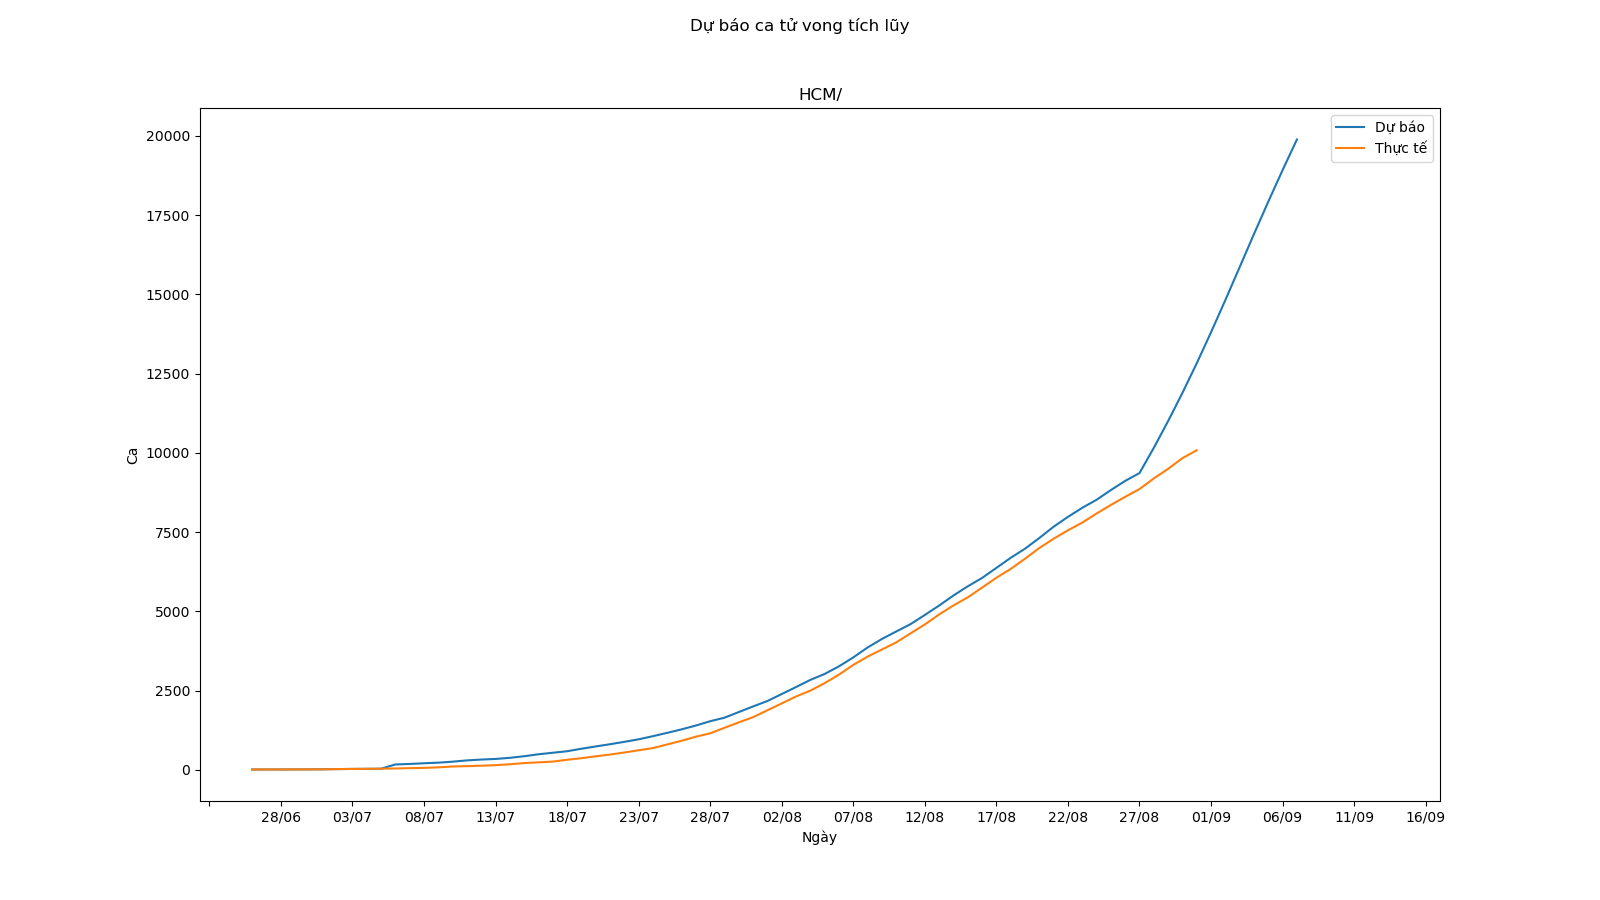 Dự báo ca tử vong tích lũy
HCM/
Dự báo
Thực tế
20000
17500
15000
12500
10000
7500
5000
2500
0
Ca
28/06 03/07 08/07 13/07 18/07 23/07 28/07 02/08 07/08 12/08 17/08 22/08 27/08 01/09 06/09 11/09 16/09
Ngày